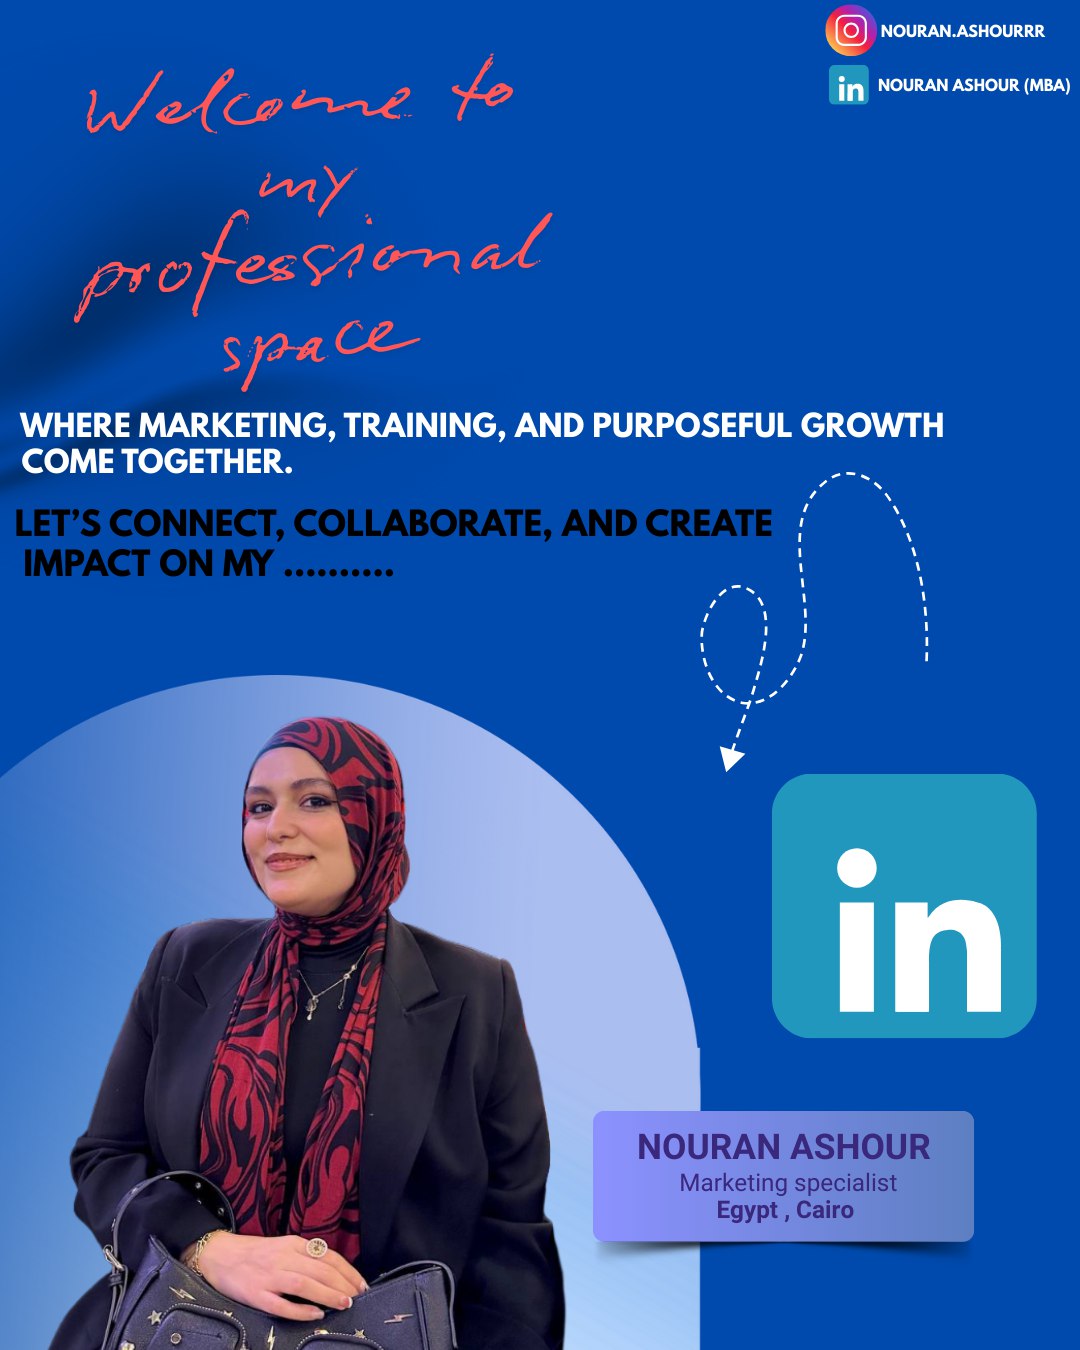 NOURAN.ASHOURRR
in NOURAN ASHOUR (MBA)
Welcome to
my
professional
space
WHERE MARKETING, TRAINING, AND PURPOSEFUL GROWTH
COME TOGETHER.
LET'S CONNECT, COLLABORATE, AND CREATE
IMPACT ON MY ..........
in
NOURAN ASHOUR
Marketing specialist
Egypt , Cairo